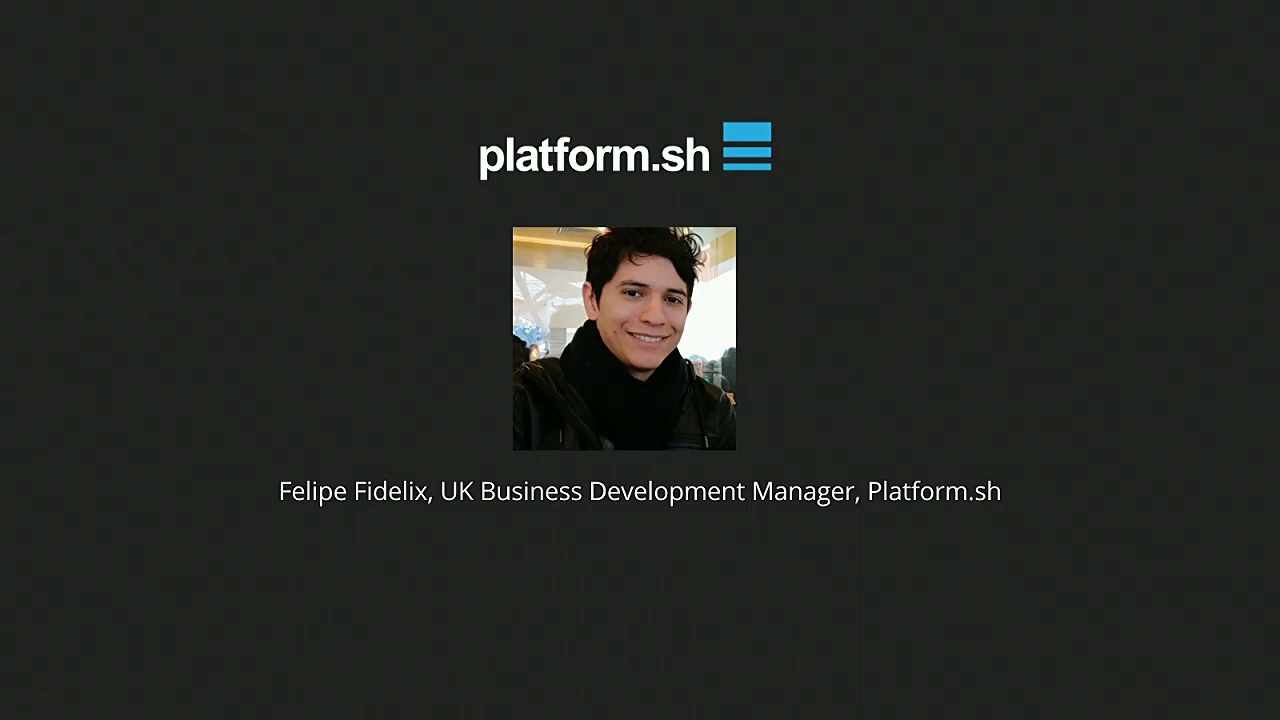 platform.sh
Felipe Fidelix, UK Business Development Manager, Platform.sh